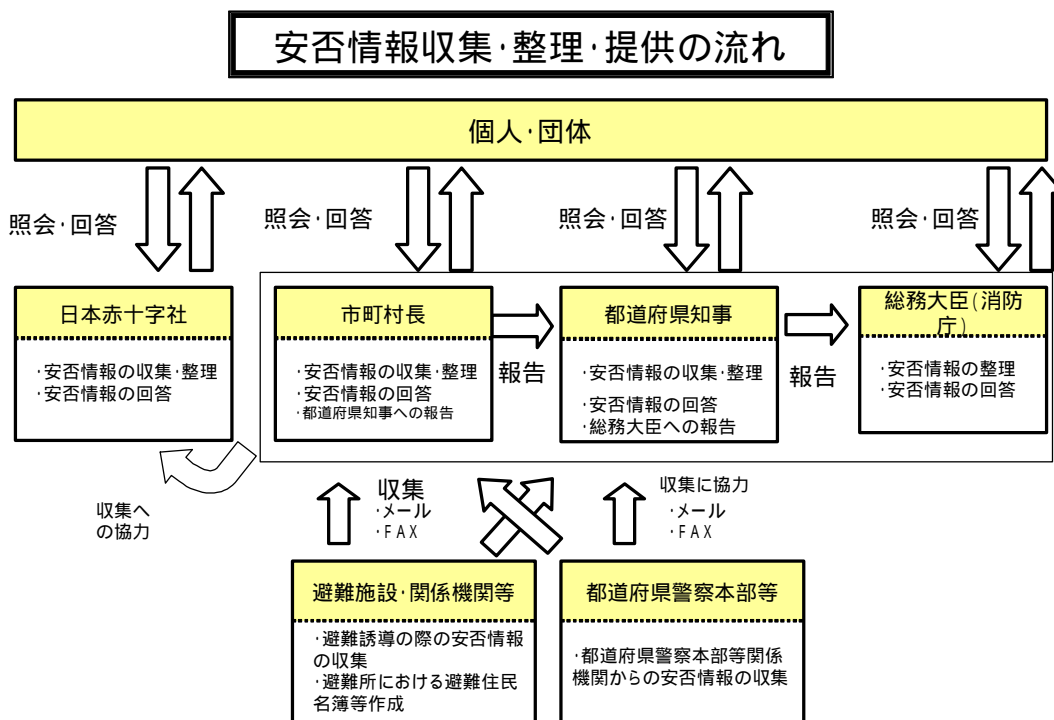 安否情報収集･整理･提供の流れ
個人･団体
照会･回答
照会･回答
照会･回答
照会･回答
日本赤十字社
･安否情報の収集･整理
･安否情報の回答
市町村長
･安否情報の収集･整理
･安否情報の回答
･都道府県知事への報告
報告
都道府県知事
･安否情報の収集･整理
･安否情報の回答
･総務大臣への報告
報告
総務大臣(消防
庁)
･安否情報の整理
･安否情報の回答
収集へ
の協力
収集
･メール
･FAX
収集に協力
･メール
･FAX
避難施設･関係機関等
･避難誘導の際の安否情報
の収集
･避難所における避難住民
名簿等作成
都道府県警察本部等
･都道府県警察本部等関係
機関からの安否情報の収集